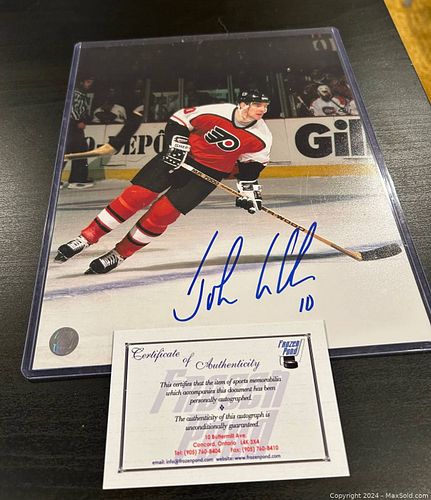 DEPÔ
Gil
John
10
Certificate of Authenticity
Frozen Pond
This certifies that the item of sports memorabilia
which accompanies this document has been
personally autographed.
The authenticity of this autograph is
unconditionally guaranteed.
10 Buttermill Ave.
Concord, Ontario L4K 3X4
Tel: (905) 760-8404 Fax: (905) 760-8410
email: info@frozenpond.com website: www.frozenpond.com
Copyright 2024 - MaxSold.com